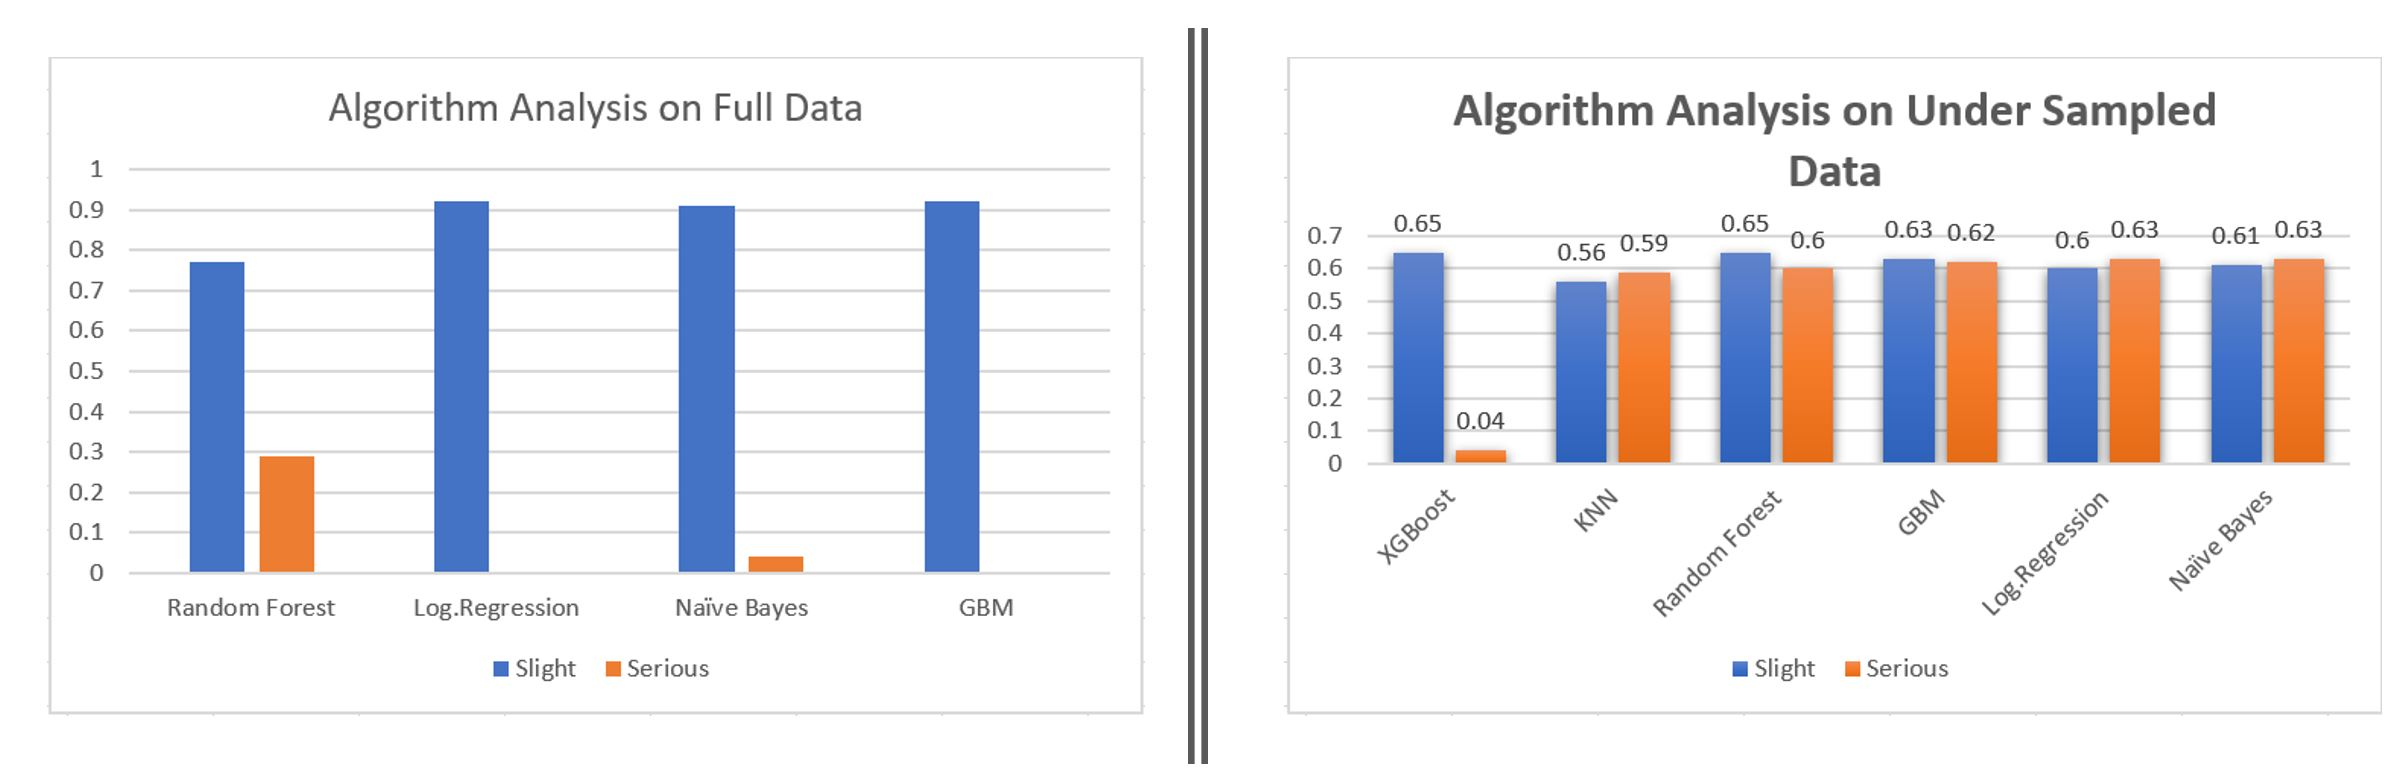 Algorithm Analysis on Full Data
1
0.9
0.8
0.7
0.6
0.5
0.4
0.3
0.2
0.1
0
Random Forest Log.Regression Naïve Bayes GBM
Slight Serious
Algorithm Analysis on Under Sampled
Data
0.65 0.56 0.59 0.65 0.6 0.63 0.62 0.6 0.63 0.61 0.63
0.04
0.7
0.6
0.5
0.4
0.3
0.2
0.1
0
XGBoost KNN Random Forest GBM Log.Regression Naïve Bayes
Slight Serious